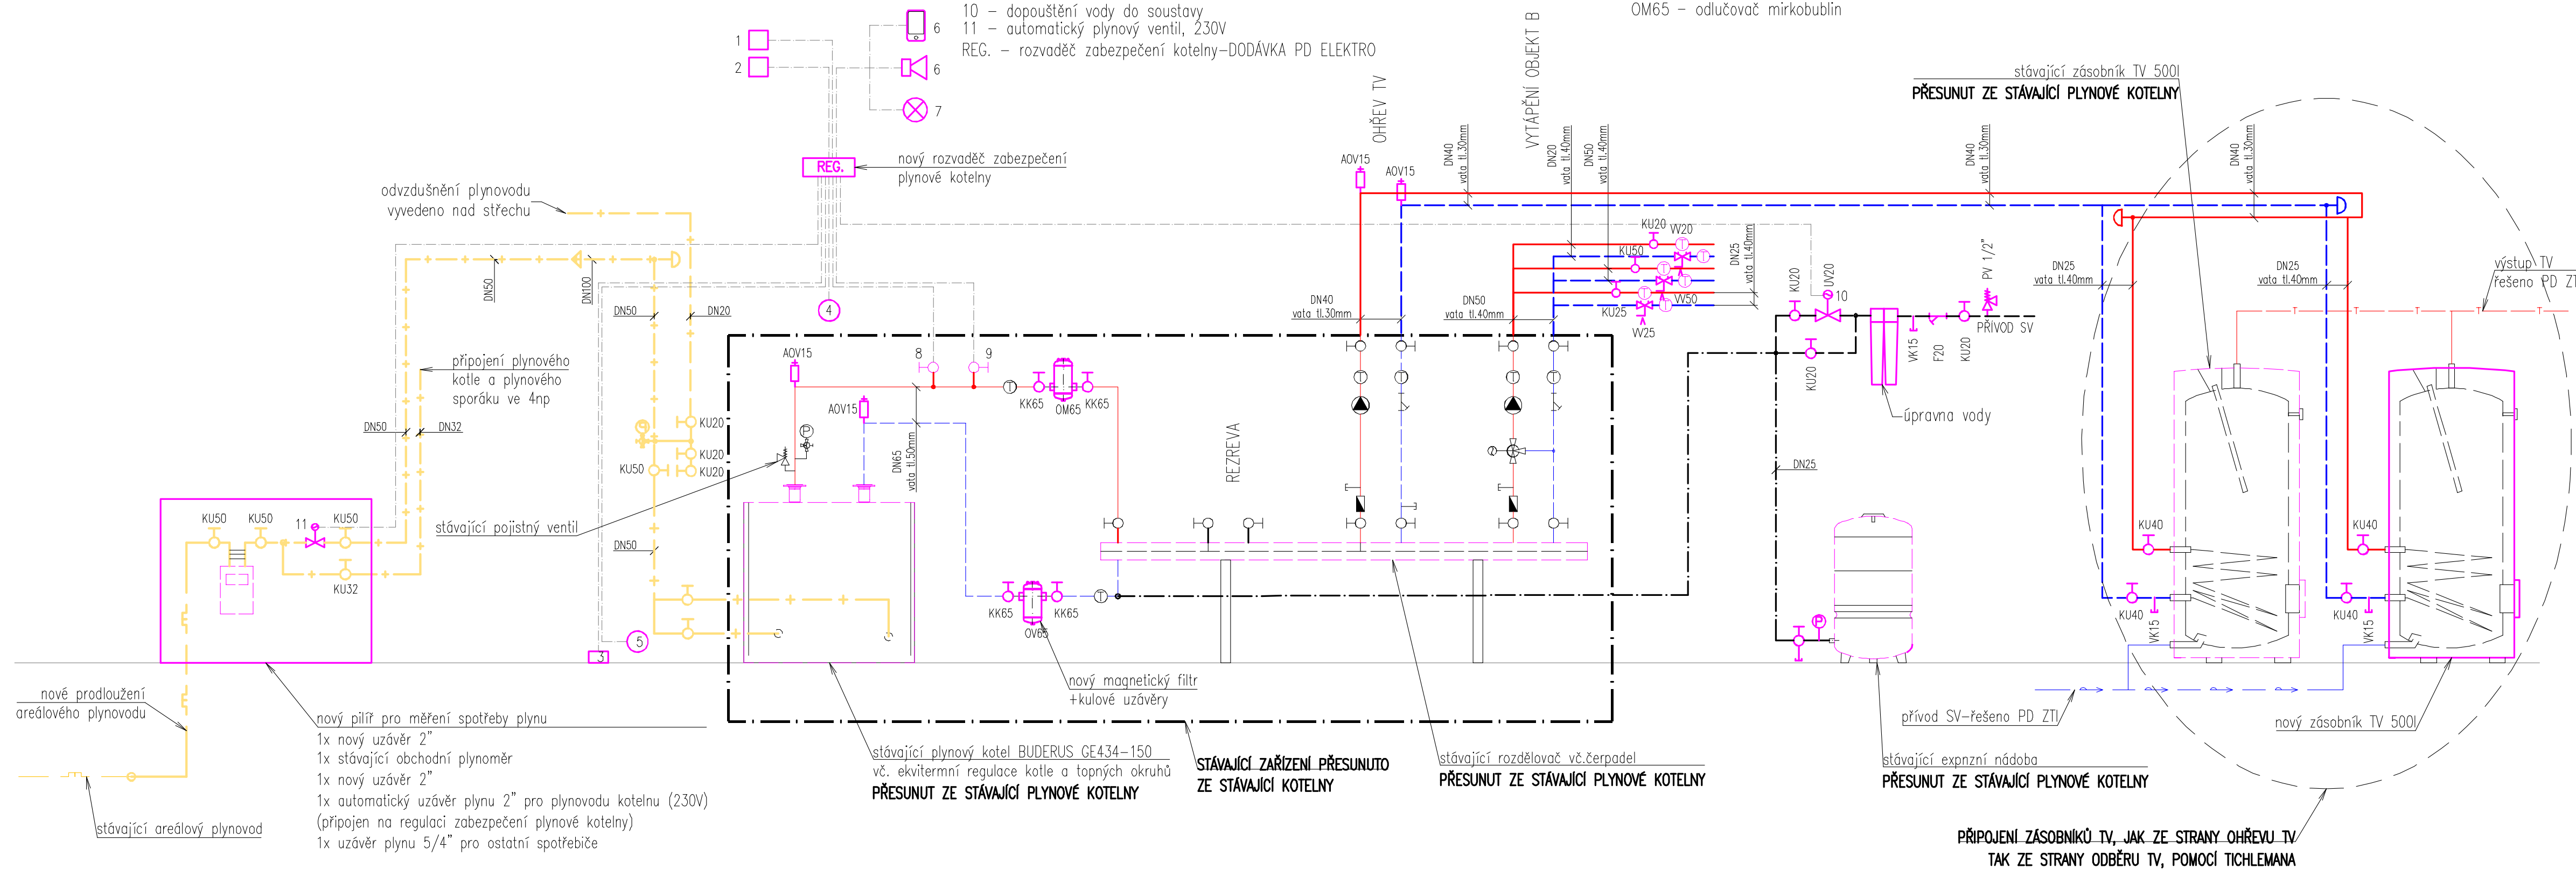 10 – dopouštění vody do soustavy
11 – automatický plynový ventil, 230V
REG. – rozvaděč zabezpečení kotelny–DODÁVKA PD ELEKTRO
OM65 – odlučovač mirkobublin
1
2
6
6
7
REG.
nový rozvaděč zabezpečení
plynové kotelny
odvzdušnění plynovodu
vyvedeno nad střechu
OHŘEV TV
VYTÁPĚNÍ OBJEKT B
AOV15
AOV15
DN40
vata tl.30mm
DN20
vata tl.40mm
DN50
vata tl.40mm
DN40
vata tl.30mm
DN40
vata tl.30mm
stávající zásobník TV 500l
PŘESUNUT ZE STÁVAJÍCÍ PLYNOVÉ KOTELNY
KU20
VV20
KU50
VV50
KU25
VV25
DN25
vata tl.40mm
DN40
vata tl.30mm
DN50
vata tl.40mm
KU20
UV20
10
PV 1/2"
PŘÍVOD SV
VK15
F20
KU20
KU20
úpravna vody
DN25
vata tl.40mm
DN25
vata tl.40mm
výstup TV
řešeno PD ZT
DN50
DN100
DN50
DN20
připojení plynového
kotle a plynového
sporáku ve 4np
DN50
DN32
4
8
9
AOV15
AOV15
KK65
OM65
KK65
P
DN65
vata tl.50mm
REZREVA
KU20
KU20
KU20
KU50
P
stávající pojistný ventil
DN50
DN25
KU50
KU50
11
KU50
KU32
KU40
KU40
KU40
KU40
VK15
VK15
KK65
OV65
KK65
P
5
3
nové prodloužení
areálového plynovodu
nový pilíř pro měření spotřeby plynu
1x nový uzávěr 2"
1x stávající obchodní plynoměr
1x nový uzávěr 2"
1x automatický uzávěr plynu 2" pro plynovodu kotelnu (230V)
(připojen na regulaci zabezpečení plynové kotelny)
1x uzávěr plynu 5/4" pro ostatní spotřebiče
stávající areálový plynovod
nový magnetický filtr
+kulové uzávěry
stávající plynový kotel BUDERUS GE434–150
vč. ekvitermní regulace kotle a topných okruhů
PŘESUNUT ZE STÁVAJÍCÍ PLYNOVÉ KOTELNY
STÁVAJÍCÍ ZAŘÍZENÍ PŘESUNUTO
ZE STÁVAJÍCÍ KOTELNY
stávající rozdělovač vč.čerpadel
PŘESUNUT ZE STÁVAJÍCÍ PLYNOVÉ KOTELNY
stávající expnzní nádoba
PŘESUNUT ZE STÁVAJÍCÍ PLYNOVÉ KOTELNY
přívod SV–řešeno PD ZTI
nový zásobník TV 500l
PŘIPOJENÍ ZÁSOBNÍKŮ TV, JAK ZE STRANY OHŘEVU TV
TAK ZE STRANY ODBĚRU TV, POMOCÍ TICHLEMANA